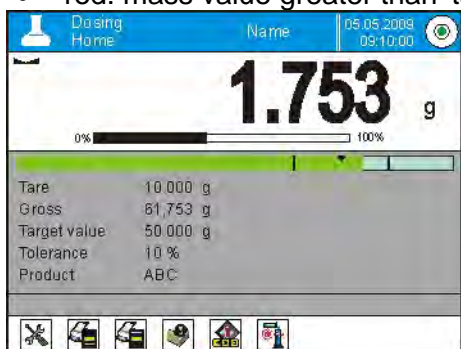 red: mass value greater than t
Dosing Name 05.05.2009
Home 09:10:00
1.753 g
0% 100%
Tare 10.000 g
Gross 61,753 g
Target value 50.000 g
Tolerance 10 %
Product ABC